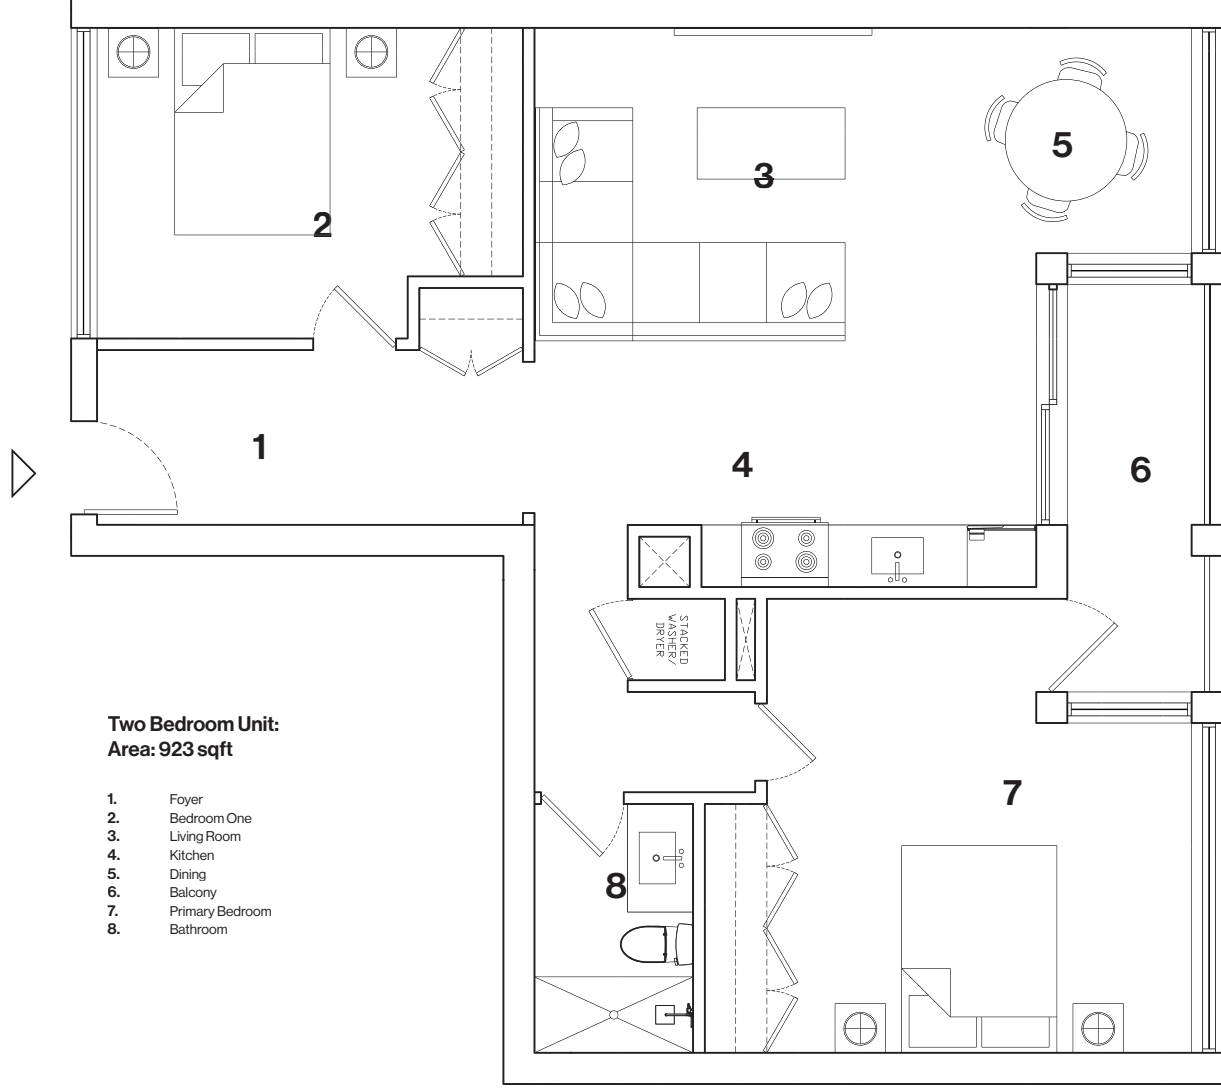 5
3
2
1
4
6
STACKED
WASHER/
DRYER
Two Bedroom Unit:
Area: 923 sqft
7
8
1. Foyer
2. Bedroom One
3. Living Room
4. Kitchen
5. Dining
6. Balcony
7. Primary Bedroom
8. Bathroom